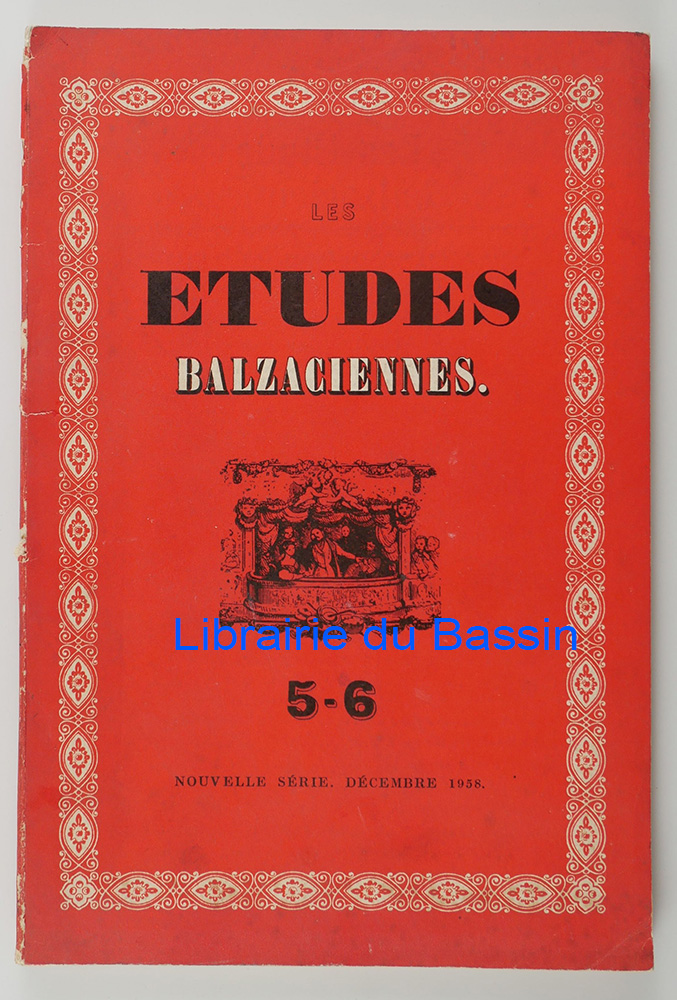 LES
ETUDES
BALZACIENNES.
Librairie du Bassin
5-6
NOUVELLE SÉRIE. DÉCEMBRE 1958.